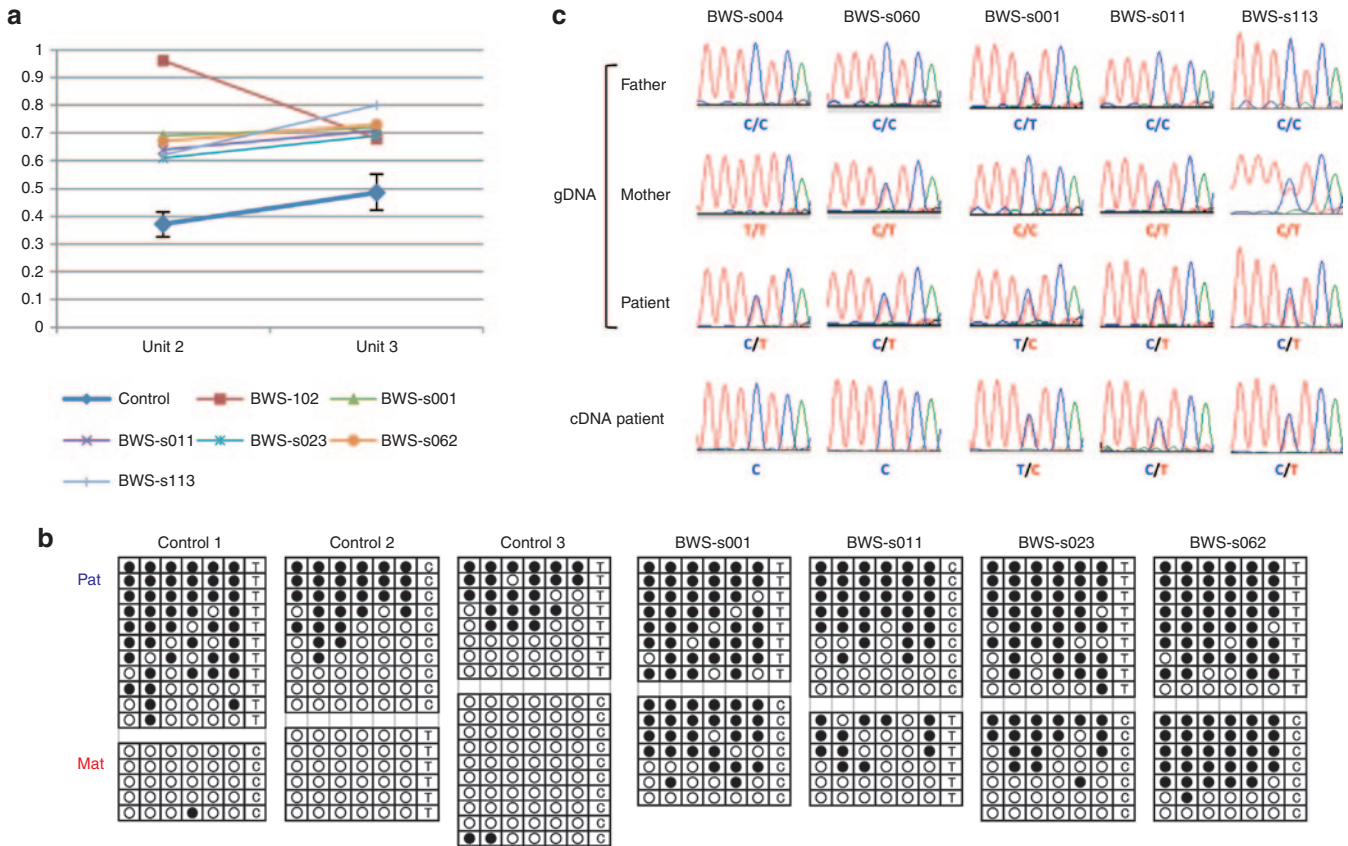 a
1
0.9
0.8
0.7
0.6
0.5
0.4
0.3
0.2
0.1
0
Unit 2 Unit 3
Control BWS-102 BWS-s001
BWS-s011 BWS-s023 BWS-s062
BWS-s113
c
BWS-s004 BWS-s060 BWS-s001 BWS-s011 BWS-s113
gDNA
Father
C/C C/C C/T C/C C/C
Mother
T/T C/T C/C C/T C/T
Patient
C/T C/T T/C C/T C/T
cDNA patient
C C T/C C/T C/T
b
Control 1 Control 2 Control 3 BWS-s001 BWS-s011 BWS-s023 BWS-s062
Pat
T C T T C T T
T C T T C T T
T C T T C T T
T C T T C T T
T C T T C T T
T C T T C T T
T C T T C T T
T C T T C T T
T C
T C
T
Mat
C T C C T C C
C T C C T C C
C T C C T C C
C T C C T C C
C T C C T C C
T C C T C C
C
C
C
C